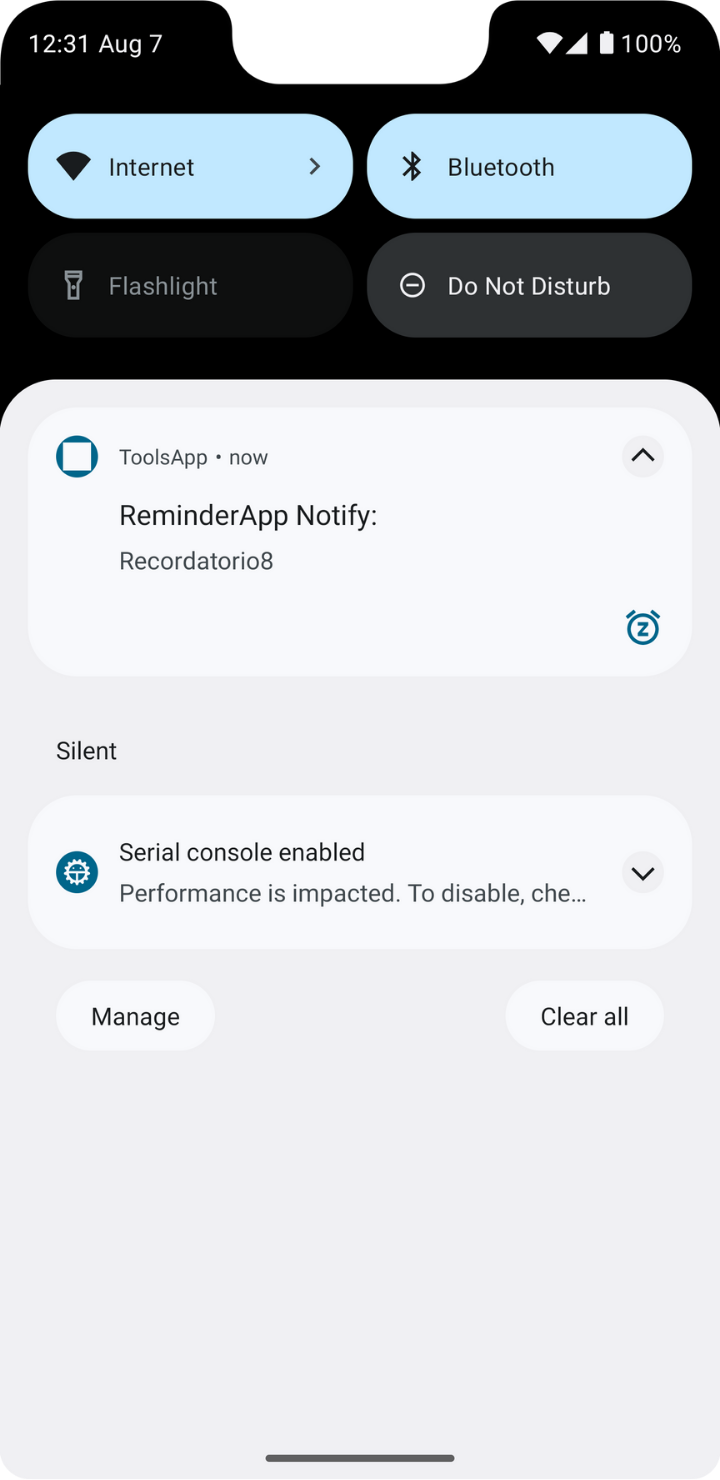 12:31 Aug 7
100%
Internet
Bluetooth
Flashlight
Do Not Disturb
ToolsApp • now
ReminderApp Notify:
Recordatorio8
Silent
Serial console enabled
Performance is impacted. To disable, che…
Manage
Clear all